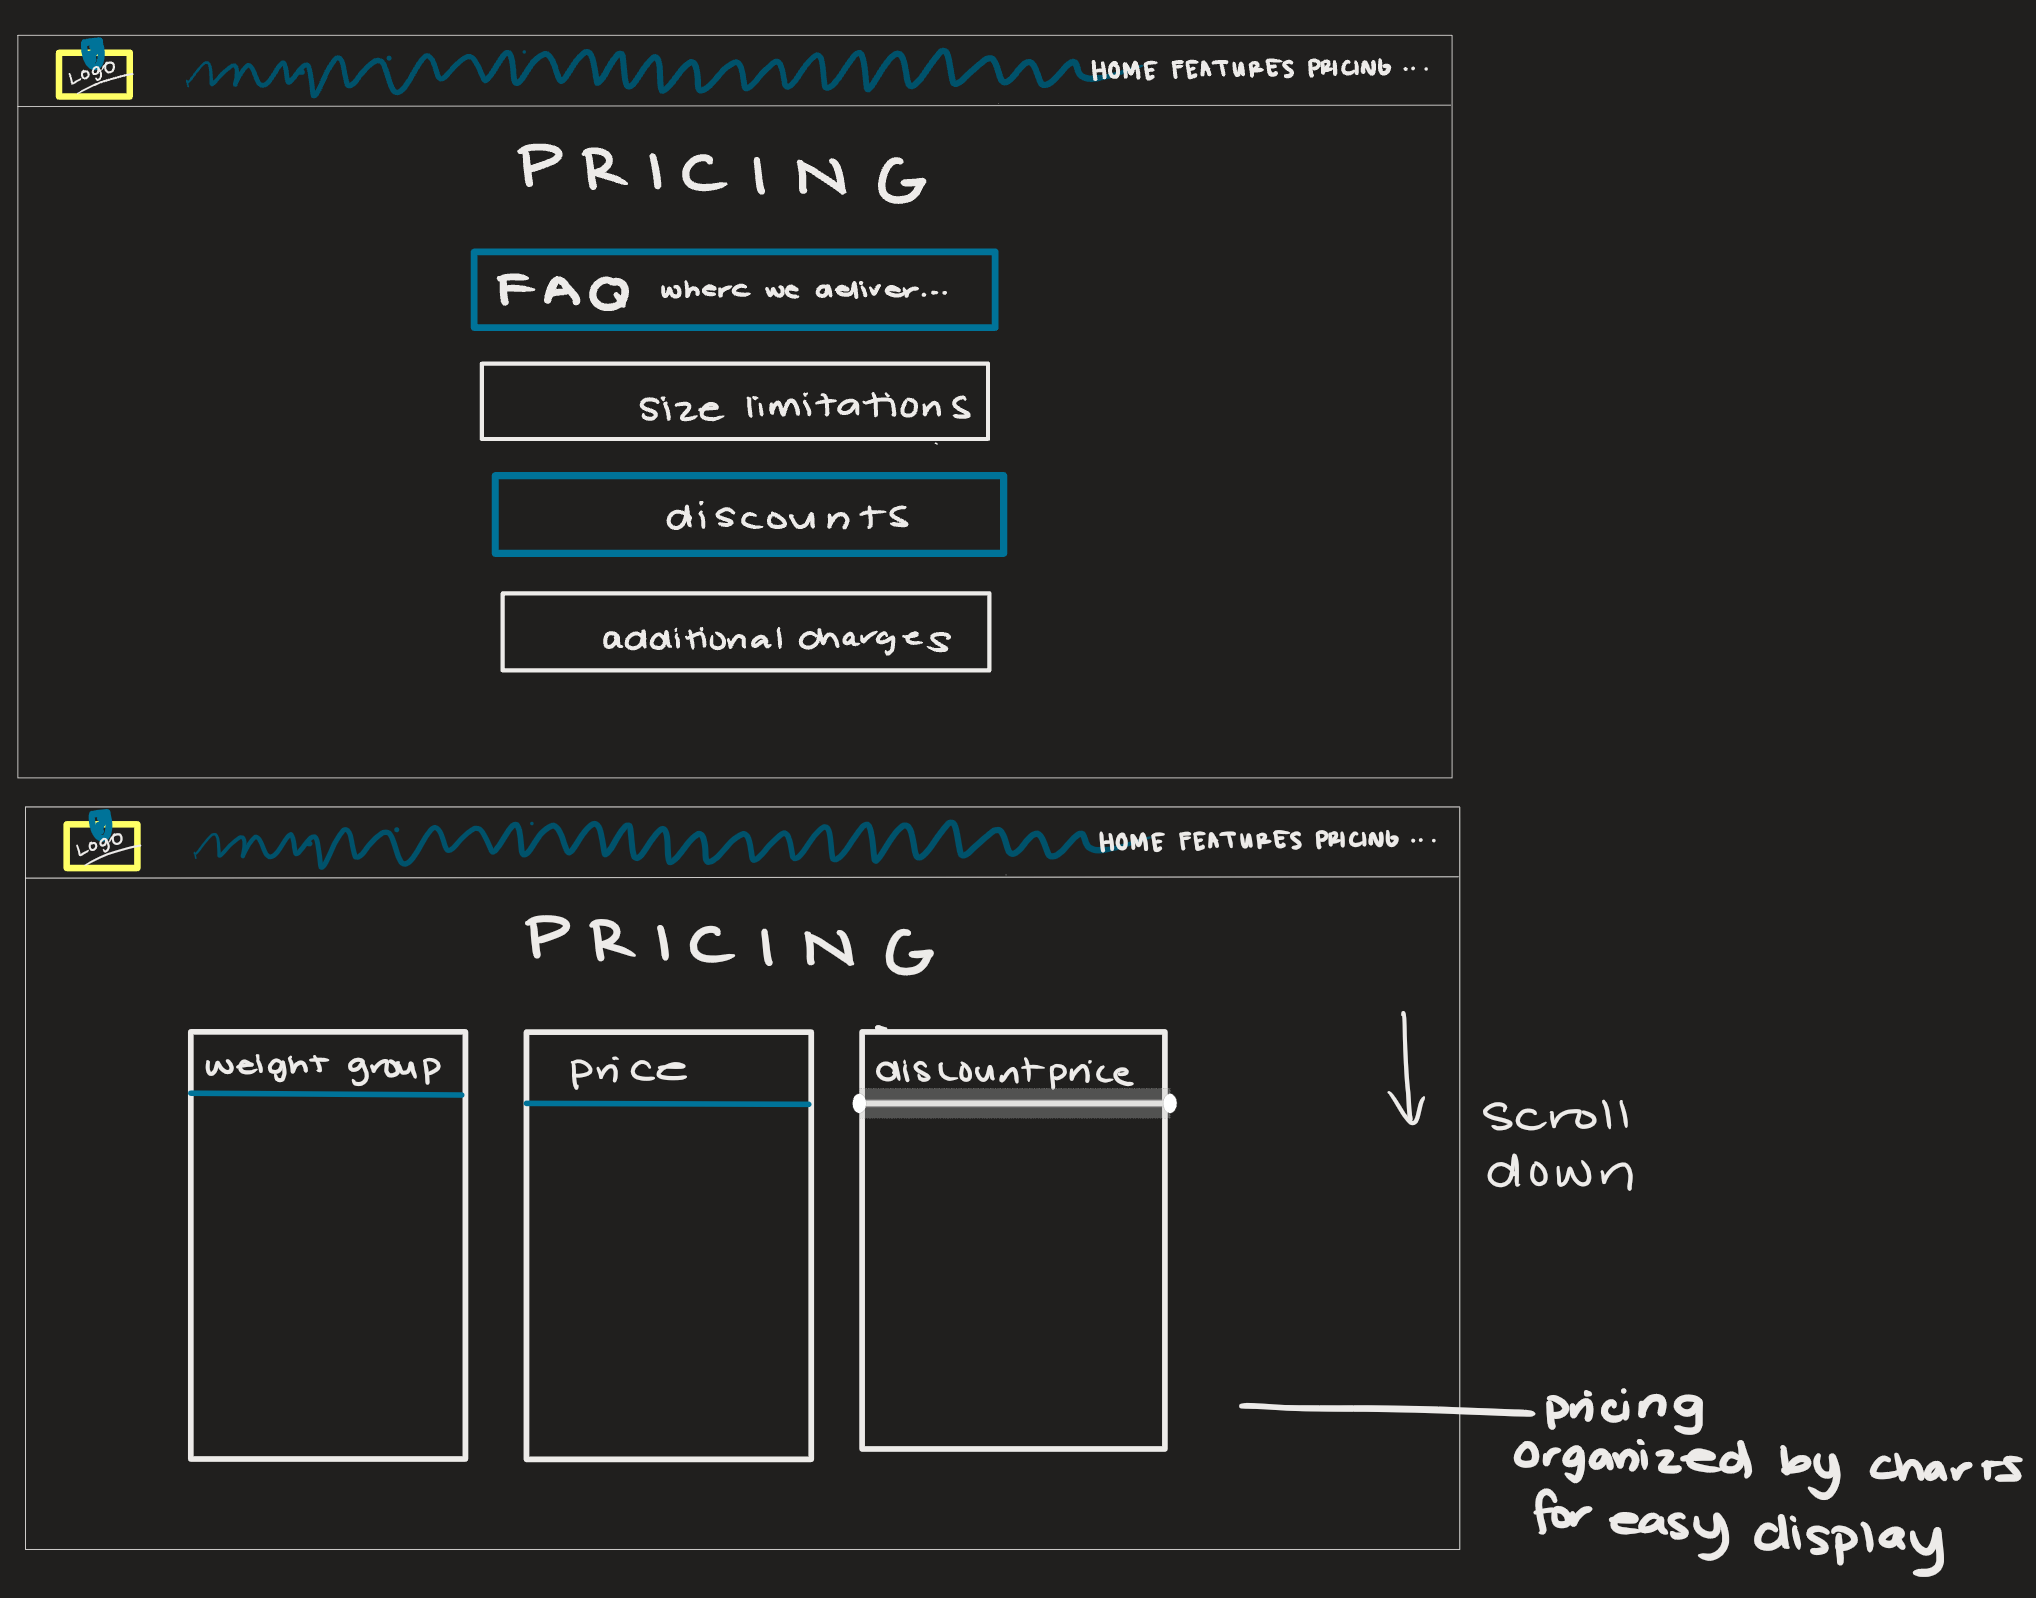 Logo
HOME FEATURES PRICING ...
PRICING
FAQ where we deliver...
size limitations
discounts
additional charges
Logo
HOME FEATURES PRICING ...
PRICING
weight group
price
discount price
scroll
down
pricing
organized by charts
for easy display